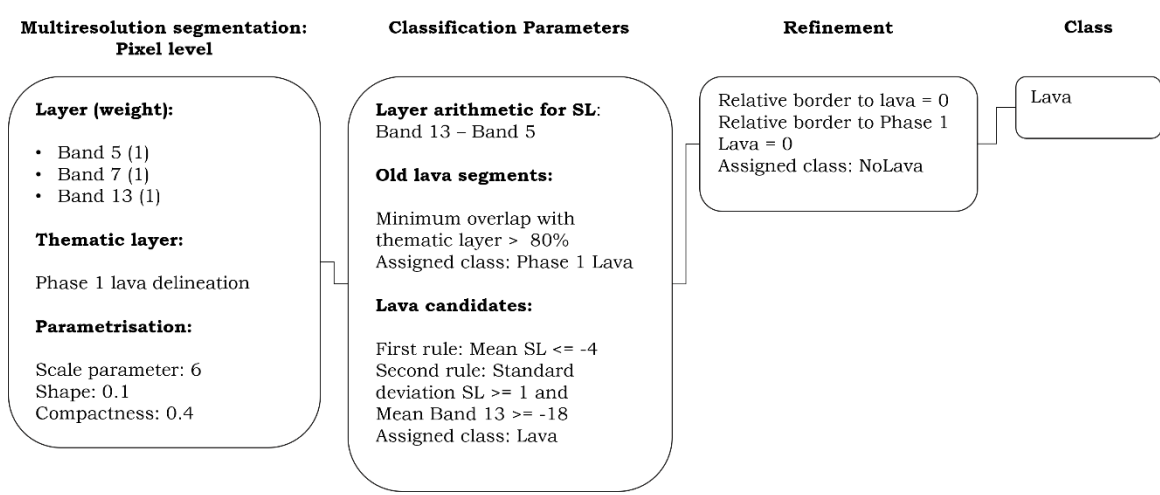 Multiresolution segmentation:
Pixel level
Layer (weight):
• Band 5 (1)
• Band 7 (1)
• Band 13 (1)
Thematic layer:
Phase 1 lava delineation
Parametrisation:
Scale parameter: 6
Shape: 0.1
Compactness: 0.4
Classification Parameters
Layer arithmetic for SL:
Band 13 – Band 5
Old lava segments:
Minimum overlap with
thematic layer > 80%
Assigned class: Phase 1 Lava
Lava candidates:
First rule: Mean SL <= -4
Second rule: Standard
deviation SL >= 1 and
Mean Band 13 >= -18
Assigned class: Lava
Refinement
Relative border to lava = 0
Relative border to Phase 1
Lava = 0
Assigned class: NoLava
Class
Lava